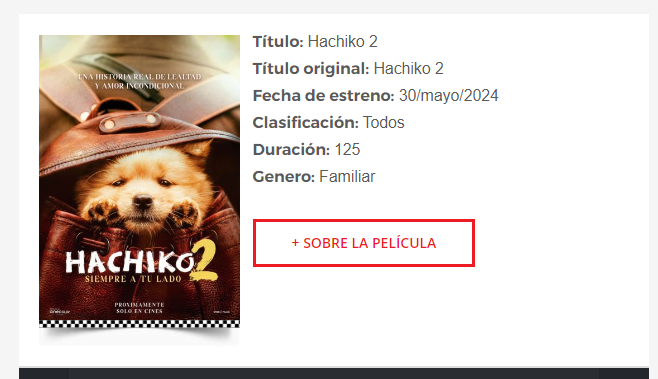 UNA HISTORIA REAL DE LEALTAD
Y AMOR INCONDICIONAL
HACHIKO 2
SIEMPRE A TU LADO
PRÓXIMAMENTE
SOLO EN CINES
Título: Hachiko 2
Título original: Hachiko 2
Fecha de estreno: 30/mayo/2024
Clasificación: Todos
Duración: 125
Genero: Familiar
+ SOBRE LA PELÍCULA